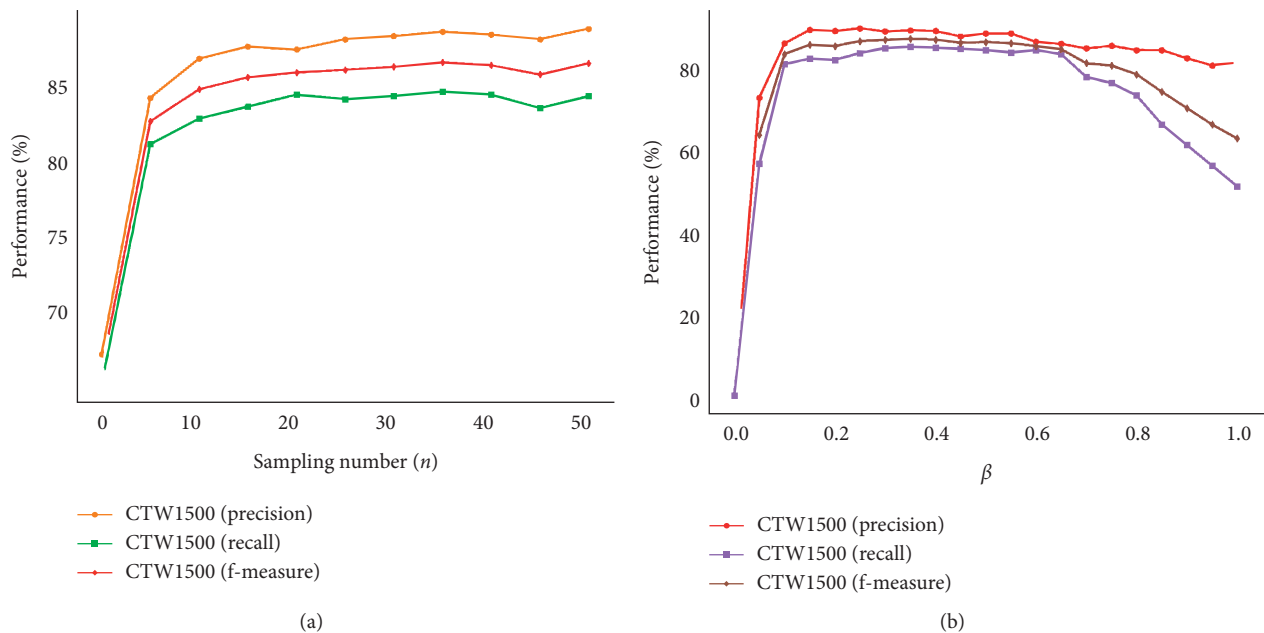 85
80
75
70
Performance (%)
0 10 20 30 40 50
Sampling number (n)
CTW1500 (precision)
CTW1500 (recall)
CTW1500 (f-measure)
(a)
80
60
40
20
0
Performance (%)
0.0 0.2 0.4 0.6 0.8 1.0
β
CTW1500 (precision)
CTW1500 (recall)
CTW1500 (f-measure)
(b)